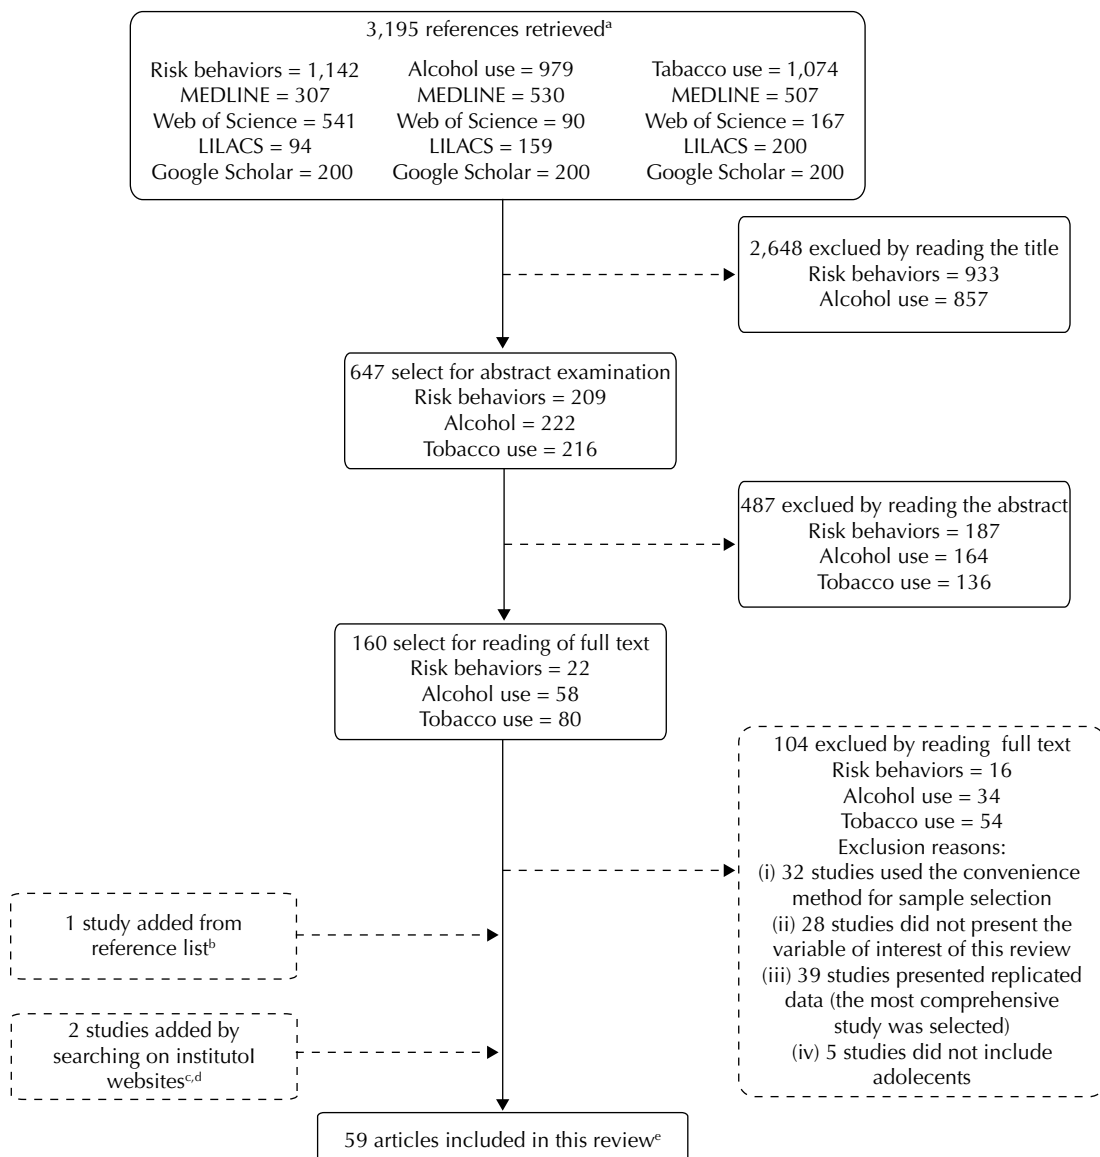 3,195 references retrievedᵃ
Risk behaviors = 1,142
MEDLINE = 307
Web of Science = 541
LILACS = 94
Google Scholar = 200
Alcohol use = 979
MEDLINE = 530
Web of Science = 90
LILACS = 159
Google Scholar = 200
Tabacco use = 1,074
MEDLINE = 507
Web of Science = 167
LILACS = 200
Google Scholar = 200
2,648 exclued by reading the title
Risk behaviors = 933
Alcohol use = 857
647 select for abstract examination
Risk behaviors = 209
Alcohol = 222
Tobacco use = 216
487 exclued by reading the abstract
Risk behaviors = 187
Alcohol use = 164
Tobacco use = 136
160 select for reading of full text
Risk behaviors = 22
Alcohol use = 58
Tobacco use = 80
104 exclued by reading full text
Risk behaviors = 16
Alcohol use = 34
Tobacco use = 54
Exclusion reasons:
(i) 32 studies used the convenience
method for sample selection
(ii) 28 studies did not present the
variable of interest of this review
(iii) 39 studies presented replicated
data (the most comprehensive
study was selected)
(iv) 5 studies did not include
adolecents
1 study added from
reference listᵇ
2 studies added by
searching on institutol
websitesᶜ,ᵈ
59 articles included in this reviewᵉ